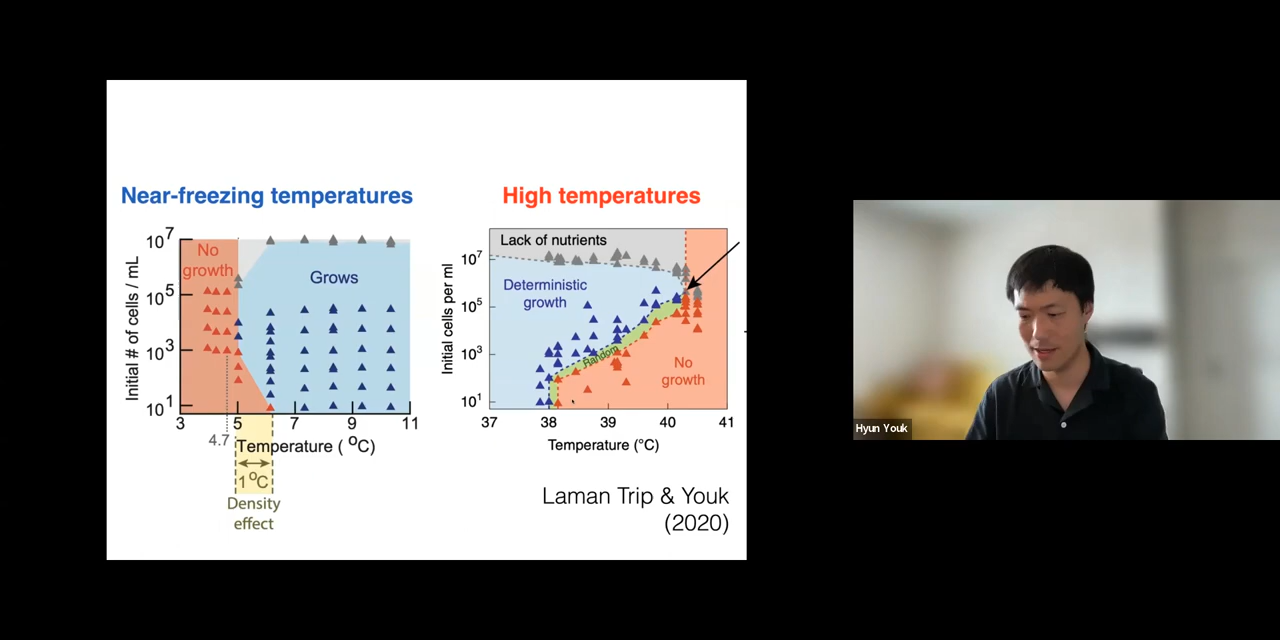 Near-freezing temperatures
High temperatures
Initial # of cells / mL
10^7
10^5
10^3
10^1
No
growth
Grows
3
5
7
9
11
4.7
Temperature ( ºC)
1 ºC
Density
effect
Initial cells per ml
10^7
10^5
10^3
10^1
Lack of nutrients
Deterministic
growth
Random
No
growth
37
38
39
40
41
Temperature (°C)
Laman Trip & Youk
(2020)
Hyun Youk